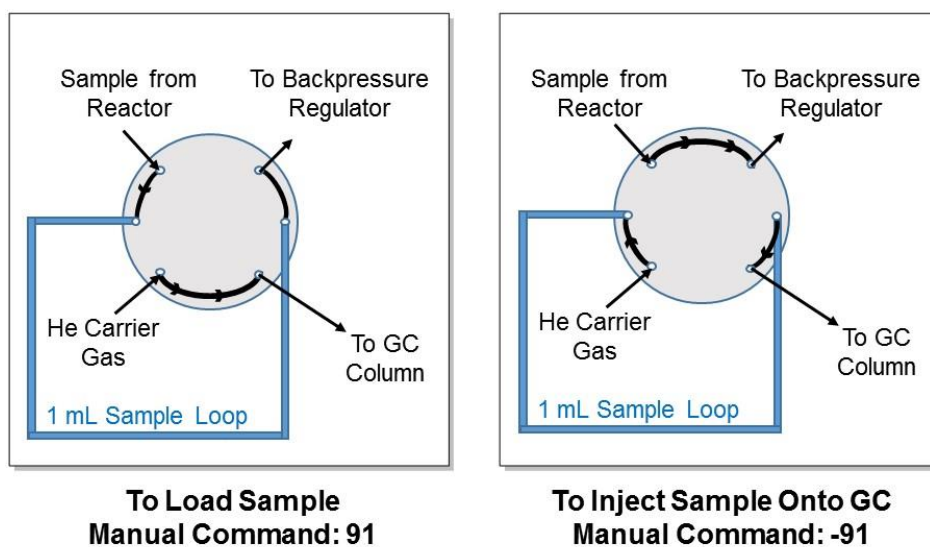 Sample from
Reactor
To Backpressure
Regulator
He Carrier
Gas
To GC
Column
1 mL Sample Loop
To Load Sample
Manual Command: 91
Sample from
Reactor
To Backpressure
Regulator
He Carrier
Gas
To GC
Column
1 mL Sample Loop
To Inject Sample Onto GC
Manual Command: -91